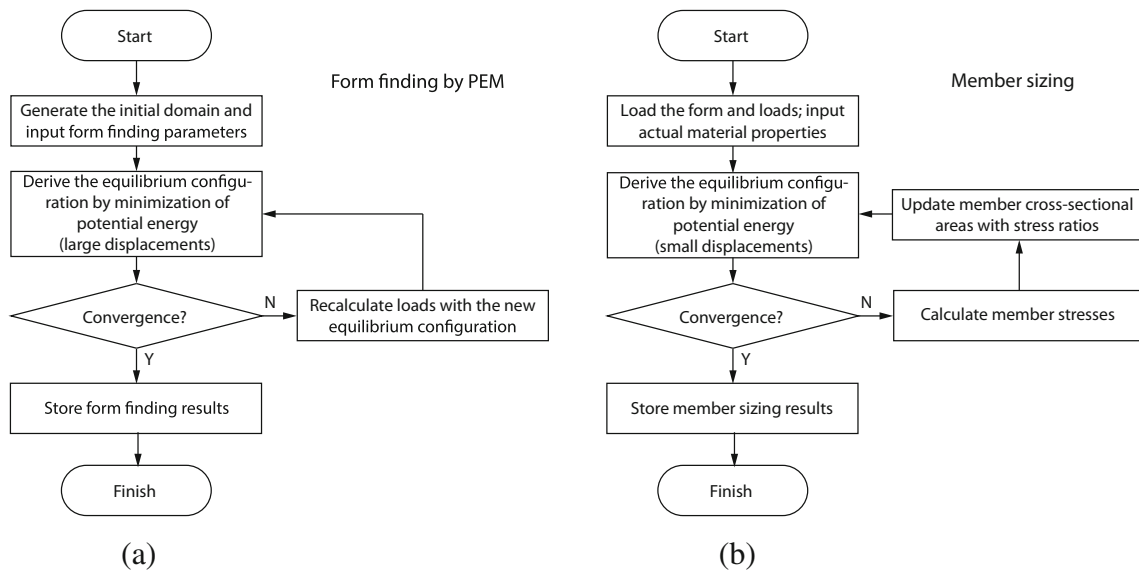 Start
Form finding by PEM
Generate the initial domain and
input form finding parameters
Derive the equilibrium configu-
ration by minimization of
potential energy
(large displacements)
Convergence?
N
Recalculate loads with the new
equilibrium configuration
Y
Store form finding results
Finish
(a)
Start
Member sizing
Load the form and loads; input
actual material properties
Derive the equilibrium configu-
ration by minimization of
potential energy
(small displacements)
Update member cross-sectional
areas with stress ratios
Convergence?
N
Calculate member stresses
Y
Store member sizing results
Finish
(b)